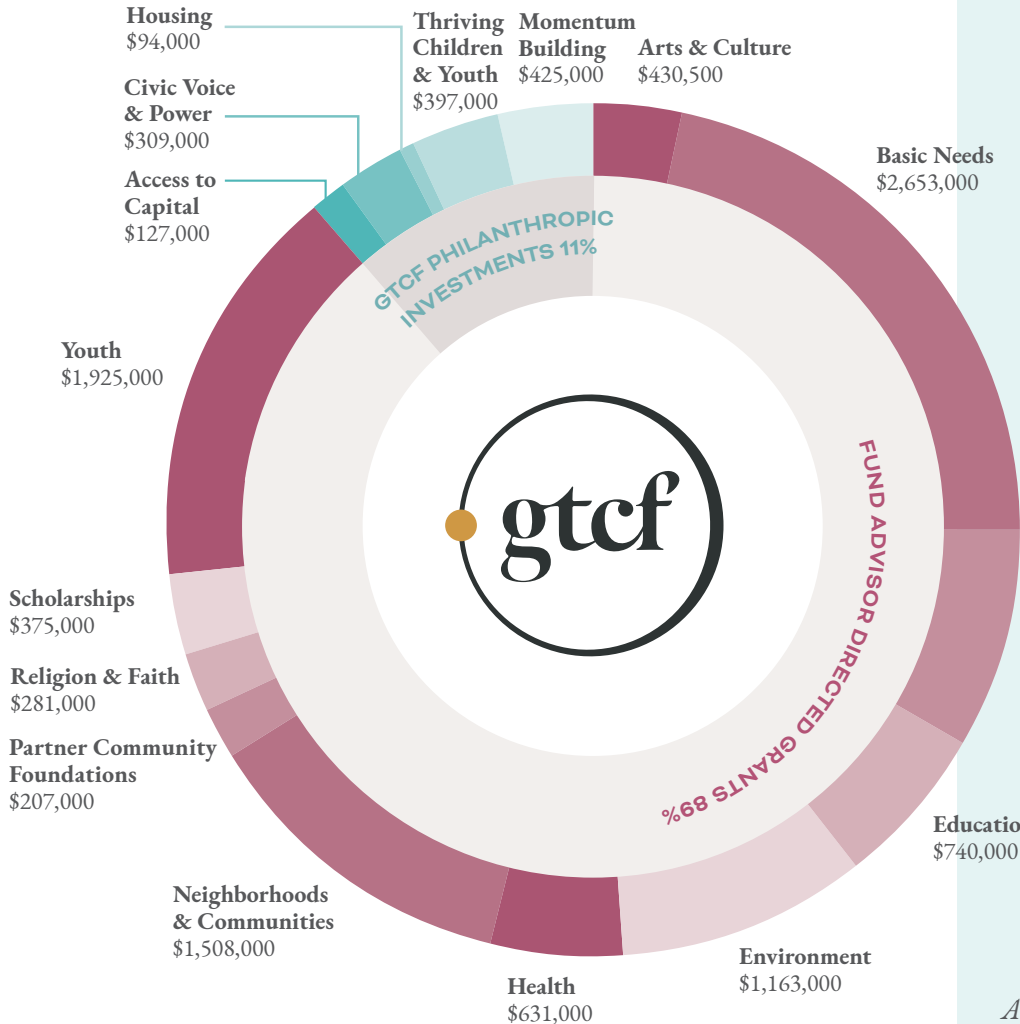 Housing
$94,000
Civic Voice
& Power
$309,000
Access to
Capital
$127,000
Thriving
Children
& Youth
$397,000
Momentum
Building
$425,000
Arts & Culture
$430,500
Basic Needs
$2,653,000
GTCF PHILANTHROPIC
INVESTMENTS 11%
Youth
$1,925,000
gtcf
FUND ADVISOR DIRECTED GRANTS 89%
Scholarships
$375,000
Religion & Faith
$281,000
Partner Community
Foundations
$207,000
Educatio
$740,000
Neighborhoods
& Communities
$1,508,000
Environment
$1,163,000
Health
$631,000
A